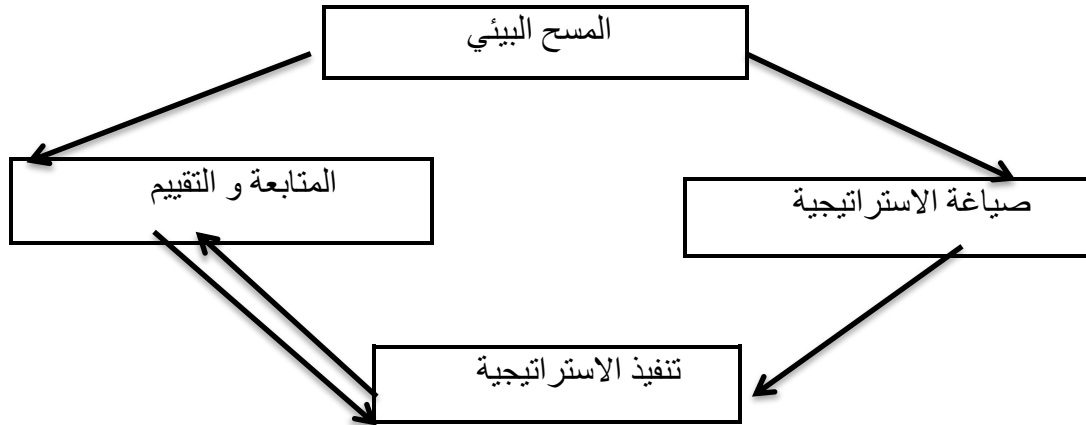 المسح البيئي
صياغة الاستراتيجية
المتابعة و التقييم
تنفيذ الاستراتيجية